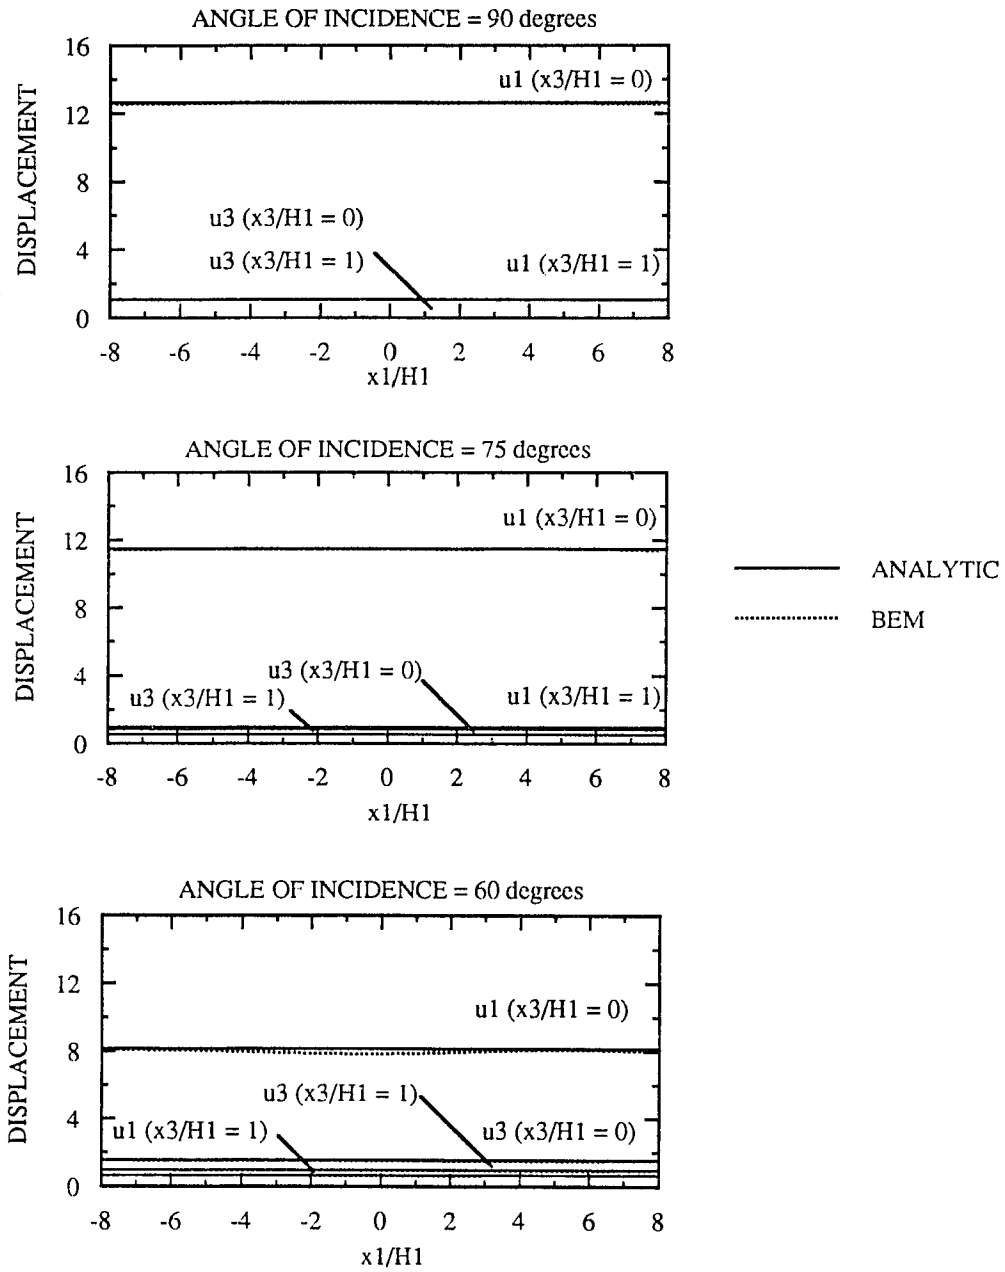 ANGLE OF INCIDENCE = 90 degrees
16
u1 (x3/H1 = 0)
12
DISPLACEMENT
8
u3 (x3/H1 = 0)
4
u3 (x3/H1 = 1)
u1 (x3/H1 = 1)
0
-8 -6 -4 -2 0 2 4 6 8
x1/H1
ANGLE OF INCIDENCE = 75 degrees
16
u1 (x3/H1 = 0)
12
DISPLACEMENT
8
4
u3 (x3/H1 = 0)
u3 (x3/H1 = 1)
u1 (x3/H1 = 1)
0
-8 -6 -4 -2 0 2 4 6 8
x1/H1
ANALYTIC
BEM
ANGLE OF INCIDENCE = 60 degrees
16
12
u1 (x3/H1 = 0)
DISPLACEMENT
8
u3 (x3/H1 = 1)
4
u1 (x3/H1 = 1)
u3 (x3/H1 = 0)
0
-8 -6 -4 -2 0 2 4 6 8
x1/H1